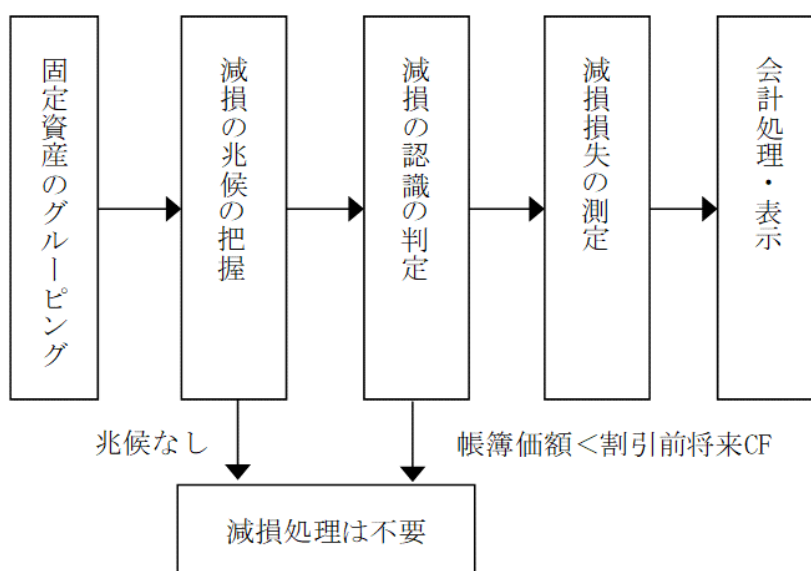 固定資産のグルーピング
減損の兆候の把握
減損の認識の判定
減損損失の測定
会計処理・表示
兆候なし
帳簿価額＜割引前将来CF
減損処理は不要